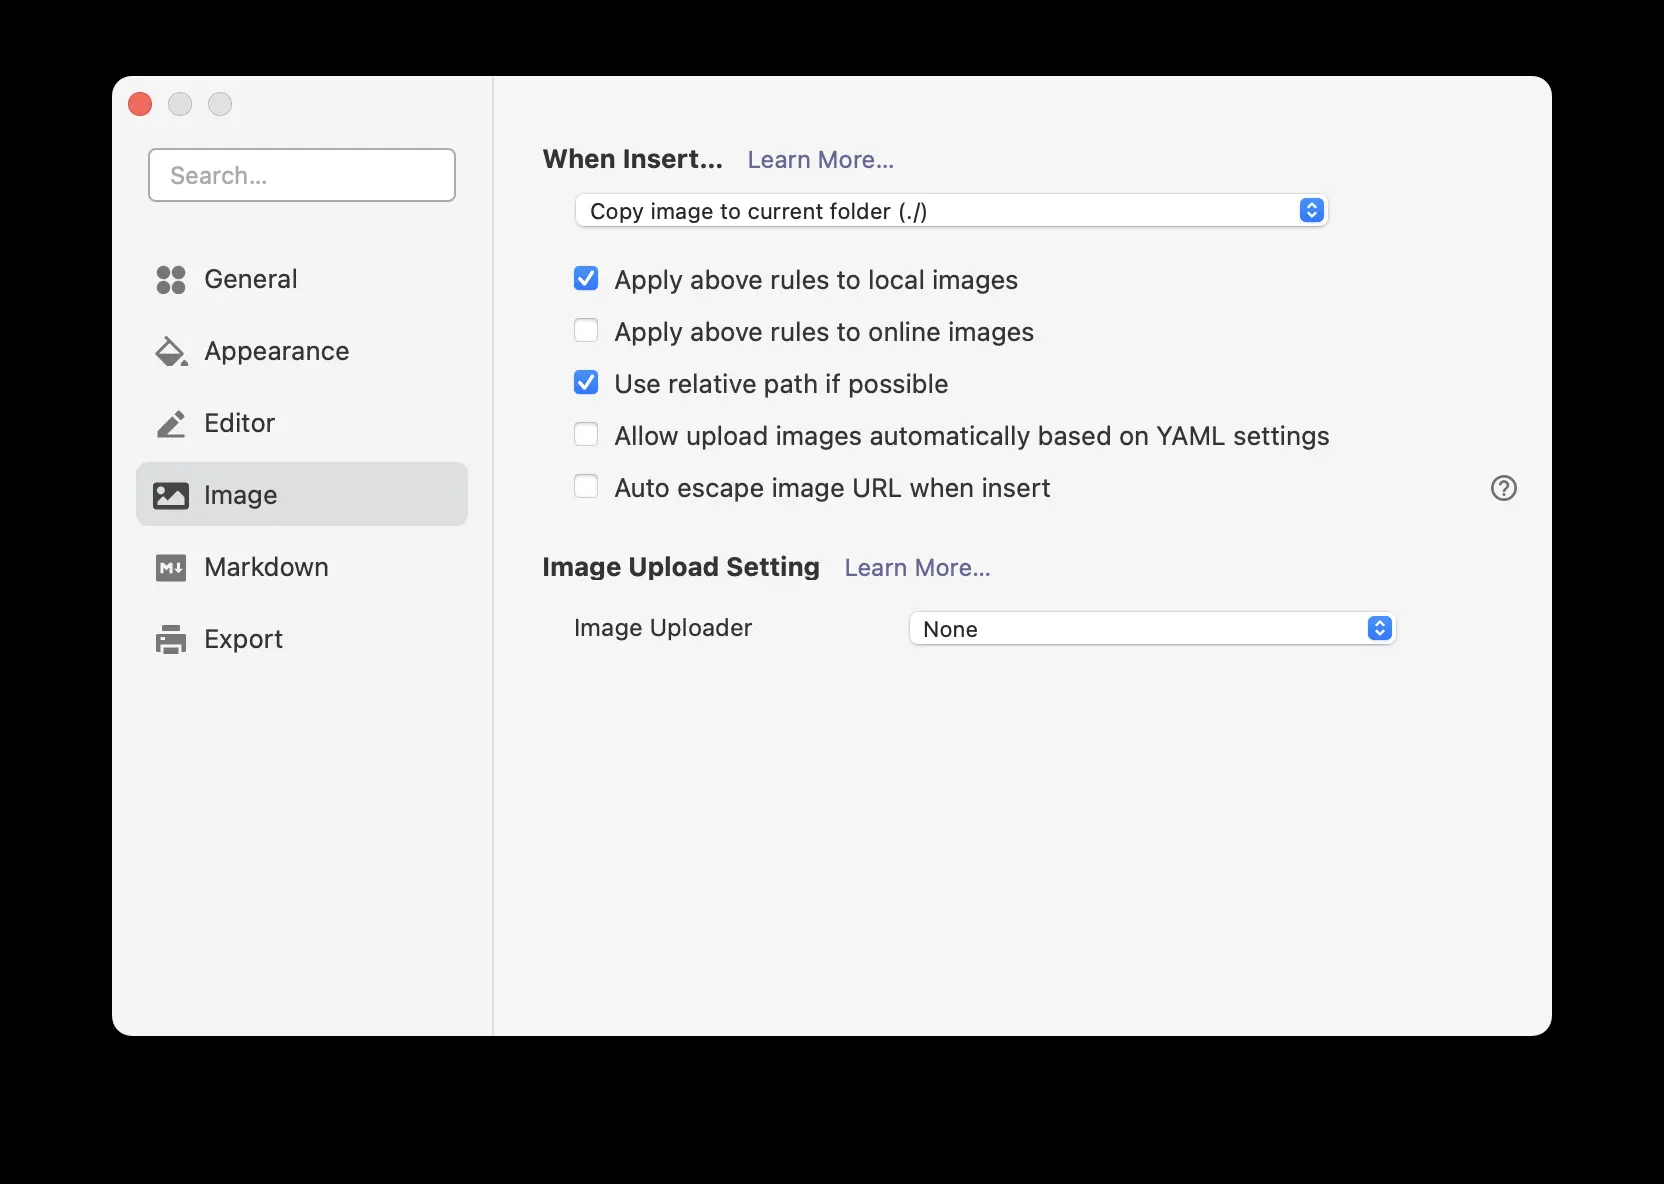 Search...
General
Appearance
Editor
Image
M↓ Markdown
Export
When Insert... Learn More...
Copy image to current folder (./)
Apply above rules to local images
Apply above rules to online images
Use relative path if possible
Allow upload images automatically based on YAML settings
Auto escape image URL when insert
?
Image Upload Setting Learn More...
Image Uploader None